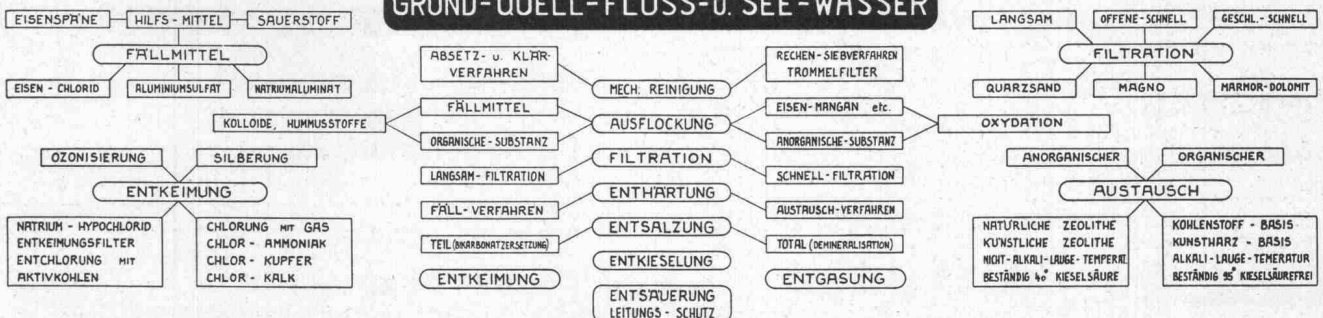 GRUND-QUELL-FLUSS-U. SEE-WASSER
EISENSPÄNE
HILFS-MITTEL
SAUERSTOFF
FÄLLMITTEL
EISEN-CHLORID
ALUMINIUMSULFAT
NATRIUMALUMINAT
KOLLOIDE, HUMMUSSTOFFE
OZONISIERUNG
SILBERUNG
ENTKEIMUNG
NATRIUM-HYPOCHLORID
ENTKEIMUNGSFILTER
ENTCHLORUNG MIT
AKTIVKOHLEN
CHLORUNG MIT GAS
CHLOR-AMMONIAK
CHLOR-KUPFER
CHLOR-KALK
ABSETZ- u. KLÄR-
VERFAHREN
FÄLLMITTEL
ORGANISCHE-SUBSTANZ
LANGSAM-FILTRATION
FÄLL-VERFAHREN
TEIL (BIKARBONATZERSETZUNG)
ENTKEIMUNG
MECH. REINIGUNG
AUSFLOCKUNG
FILTRATION
ENTHÄRTUNG
ENTSALZUNG
ENTKIESELUNG
ENTSÄUERUNG
LEITUNGS-SCHUTZ
RECHEN-SIEBVERFAHREN
TROMMELFILTER
EISEN-MANGAN etc.
ANORGANISCHE-SUBSTANZ
SCHNELL-FILTRATION
AUSTAUSCH-VERFAHREN
TOTAL (DEMINERALISATION)
ENTGASUNG
LANGSAM
OFFENE-SCHNELL
GESCHL.-SCHNELL
FILTRATION
QUARZSAND
MAGNO
MARMOR-DOLOMIT
OXYDATION
ANORGANISCHER
ORGANISCHER
AUSTAUSCH
NATÜRLICHE ZEOLITHE
KÜNSTLICHE ZEOLITHE
NICHT-ALKALI-LAUGE-TEMPERAT.
BESTÄNDIG 40° KIESELSÄURE
KOHLENSTOFF-BASIS
KUNSTHARZ-BASIS
ALKALI-LAUGE-TEMERATUR
BESTÄNDIG 95° KIESELSÄUREFREI